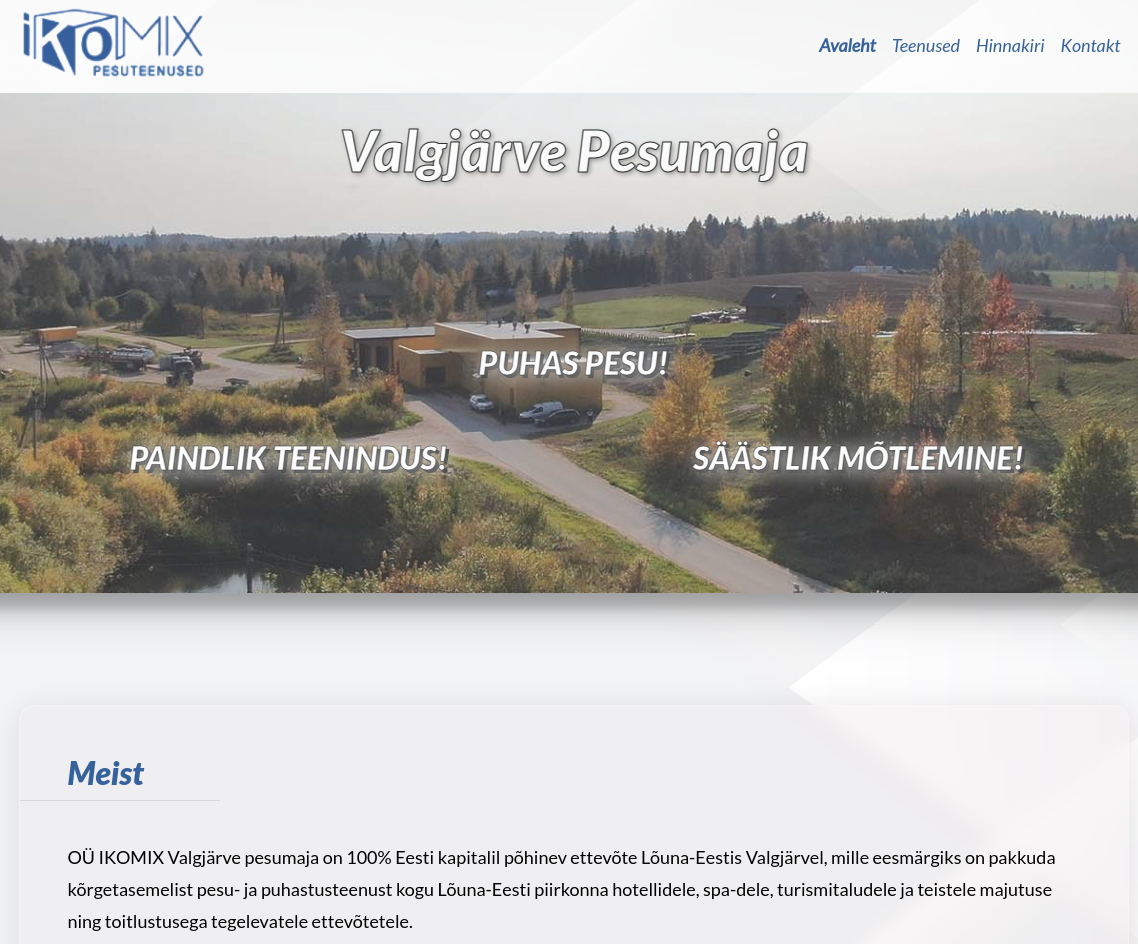 iKOMIX
PESUTEENUSED
Avaleht Teenused Hinnakiri Kontakt
Valgjärve Pesumaja
PUHAS PESU!
PAINDLIK TEENINDUS!
SÄÄSTLIK MÕTLEMINE!
Meist
OÜ IKOMIX Valgjärve pesumaja on 100% Eesti kapitalil põhinev ettevõte Lõuna-Eestis Valgjärvel, mille eesmärgiks on pakkuda
kõrgetasemelist pesu- ja puhastusteenust kogu Lõuna-Eesti piirkonna hotellidele, spa-dele, turismitaludele ja teistele majutuse
ning toitlustusega tegelevatele ettevõtetele.